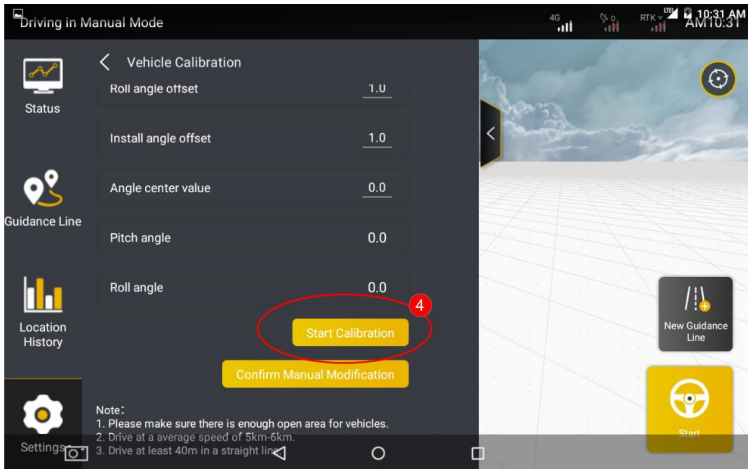 Driving in Manual Mode
4G
0
RTK
LTE
10:31 AM
AM10:31
Status
Guidance Line
Location
History
Settings
Vehicle Calibration
Roll angle offset 1.0
Install angle offset 1.0
Angle center value 0.0
Pitch angle 0.0
Roll angle 0.0
4
Start Calibration
Confirm Manual Modification
Note:
1. Please make sure there is enough open area for vehicles.
2. Drive at a average speed of 5km-6km.
3. Drive at least 40m in a straight line
New Guidance
Line
Start